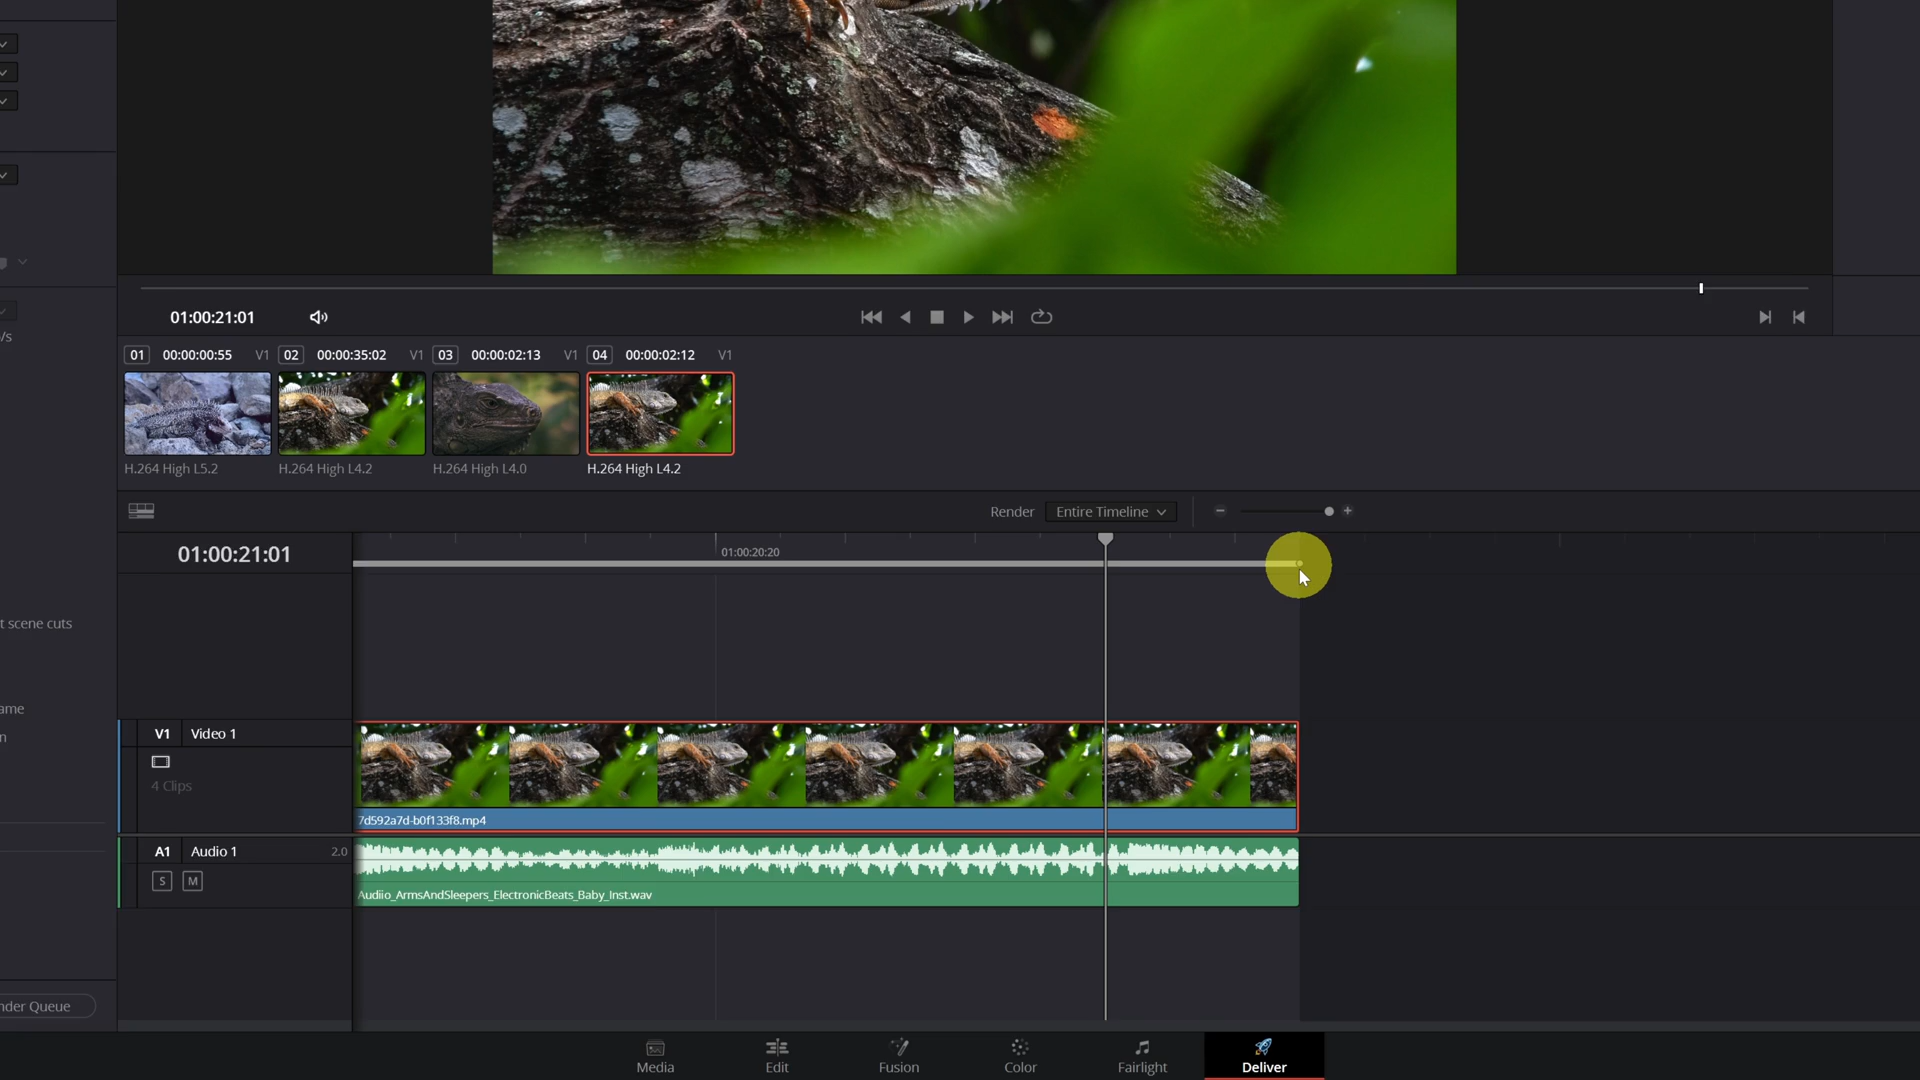 /s
01:00:21:01
01 00:00:00:55 V1 02 00:00:35:02 V1 03 00:00:02:13 V1 04 00:00:02:12 V1
H.264 High L5.2 H.264 High L4.2 H.264 High L4.0 H.264 High L4.2
Render Entire Timeline
01:00:21:01
01:00:20:20
t scene cuts
ame
n
V1 Video 1
4 Clips
7d592a7d-b0f133f8.mp4
A1 Audio 1 2.0
S M
Audiio_ArmsAndSleepers_ElectronicBeats_Baby_Inst.wav
nder Queue
Media Edit Fusion Color Fairlight Deliver